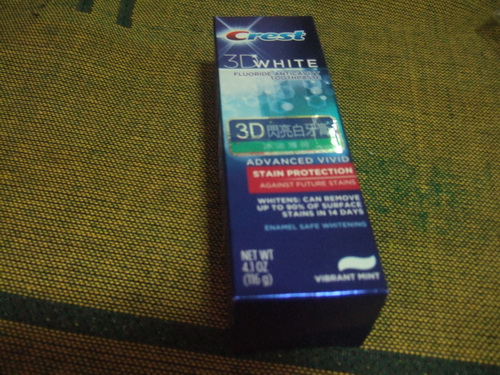 Crest
3D WHITE
FLUORIDE ANTICAVITY
TOOTHPASTE
3D閃亮白牙膏
ADVANCED VIVID
STAIN PROTECTION
AGAINST FUTURE STAINS
WHITENS: CAN REMOVE
UP TO 90% OF SURFACE
STAINS IN 14 DAYS
ENAMEL SAFE WHITENING
NET WT
4.1 OZ
(116 g)
VIBRANT MINT